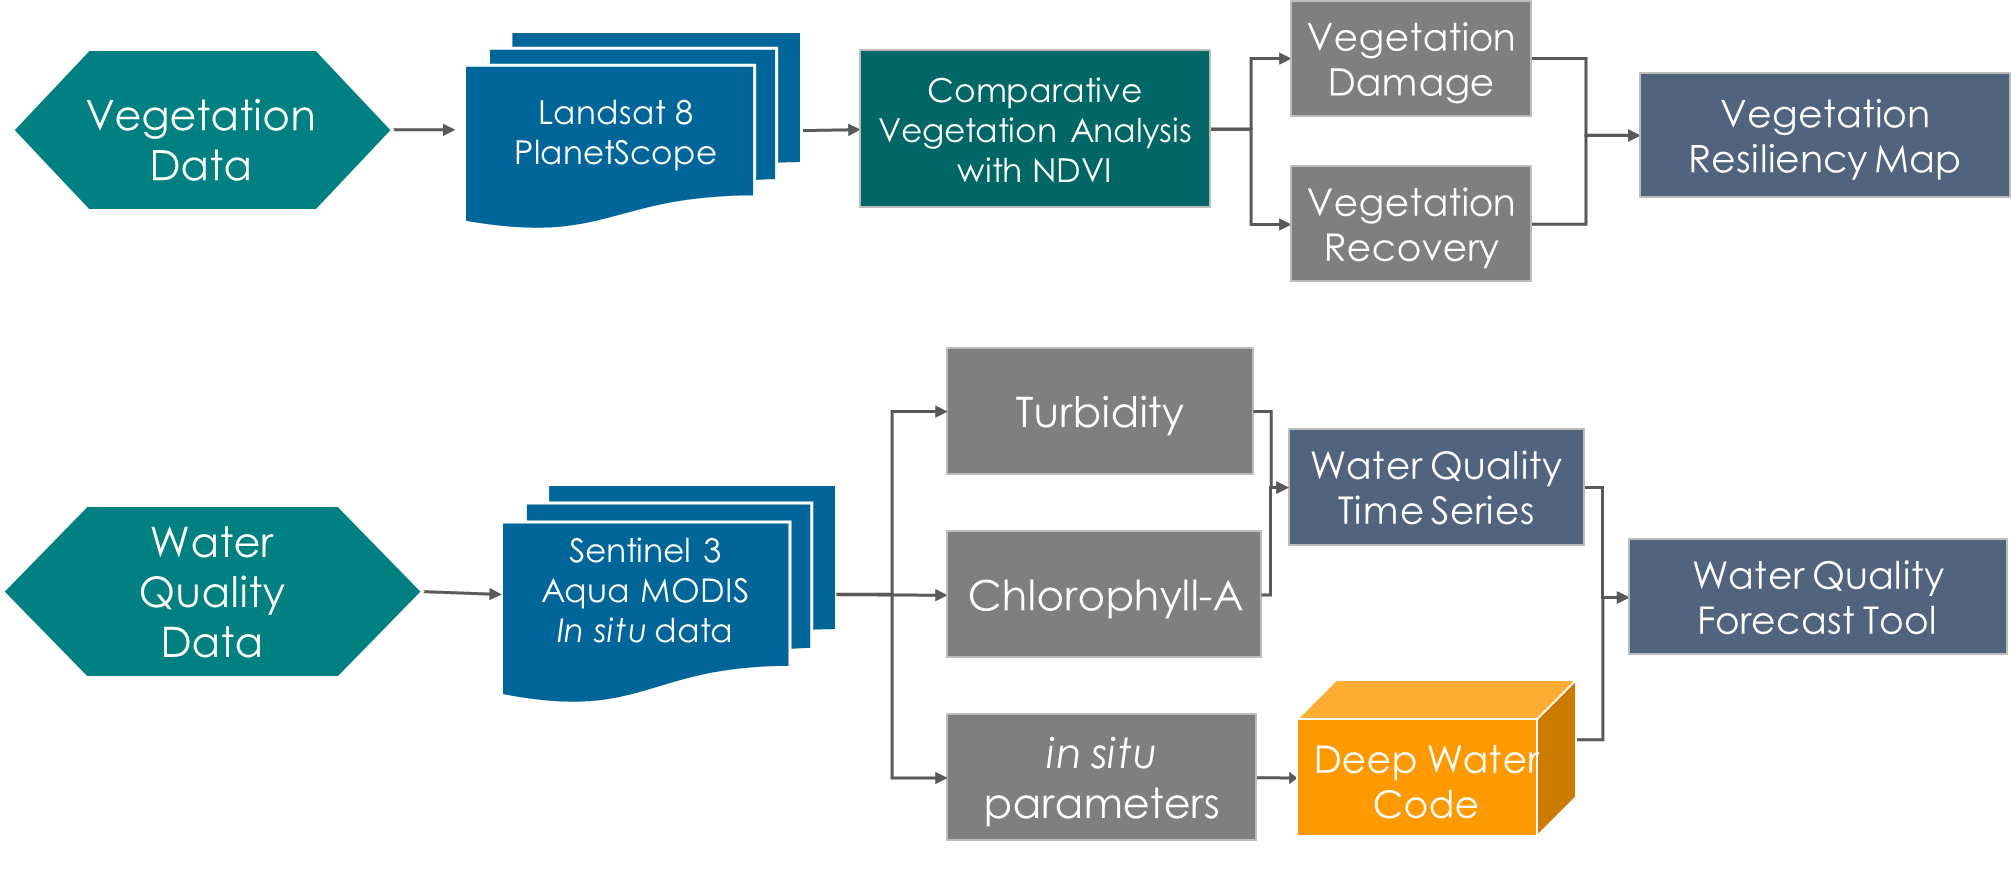 Vegetation
Data
Landsat 8
PlanetScope
Comparative
Vegetation Analysis
with NDVI
Vegetation
Damage
Vegetation
Recovery
Vegetation
Resiliency Map
Water
Quality
Data
Sentinel 3
Aqua MODIS
In situ data
Turbidity
Chlorophyll-A
in situ
parameters
Water Quality
Time Series
Deep Water
Code
Water Quality
Forecast Tool